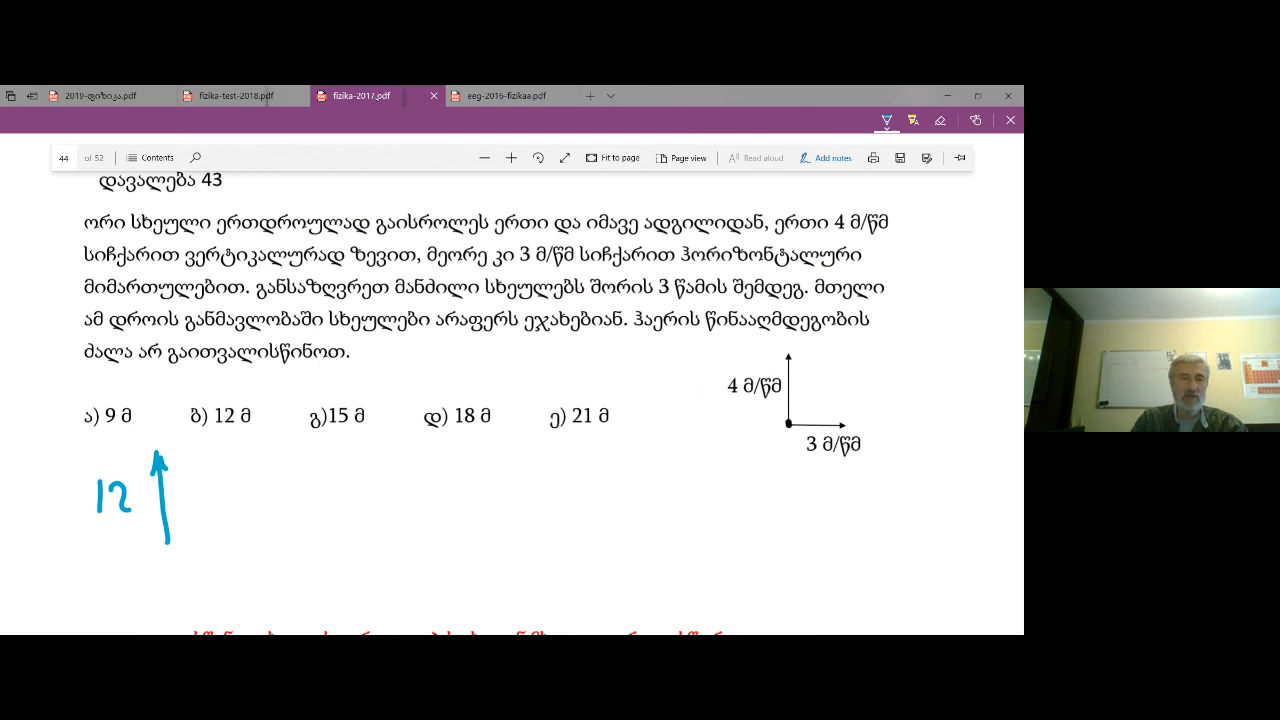 2019-ფიზიკა.pdf
fizika-test-2018.pdf
fizika-2017.pdf
eeg-2016-fizikaa.pdf
44 of 52
Contents
Fit to page
Page view
Read aloud
Add notes
დავალება 43
ორი სხეული ერთდროულად გაისროლეს ერთი და იმავე ადგილიდან, ერთი 4 მ/წმ
სიჩქარით ვერტიკალურად ზევით, მეორე კი 3 მ/წმ სიჩქარით ჰორიზონტალური
მიმართულებით. განსაზღვრეთ მანძილი სხეულებს შორის 3 წამის შემდეგ. მთელი
ამ დროის განმავლობაში სხეულები არაფერს ეჯახებიან. ჰაერის წინააღმდეგობის
ძალა არ გაითვალისწინოთ.
4 მ/წმ
ა) 9 მ ბ) 12 მ გ)15 მ დ) 18 მ ე) 21 მ
3 მ/წმ
12